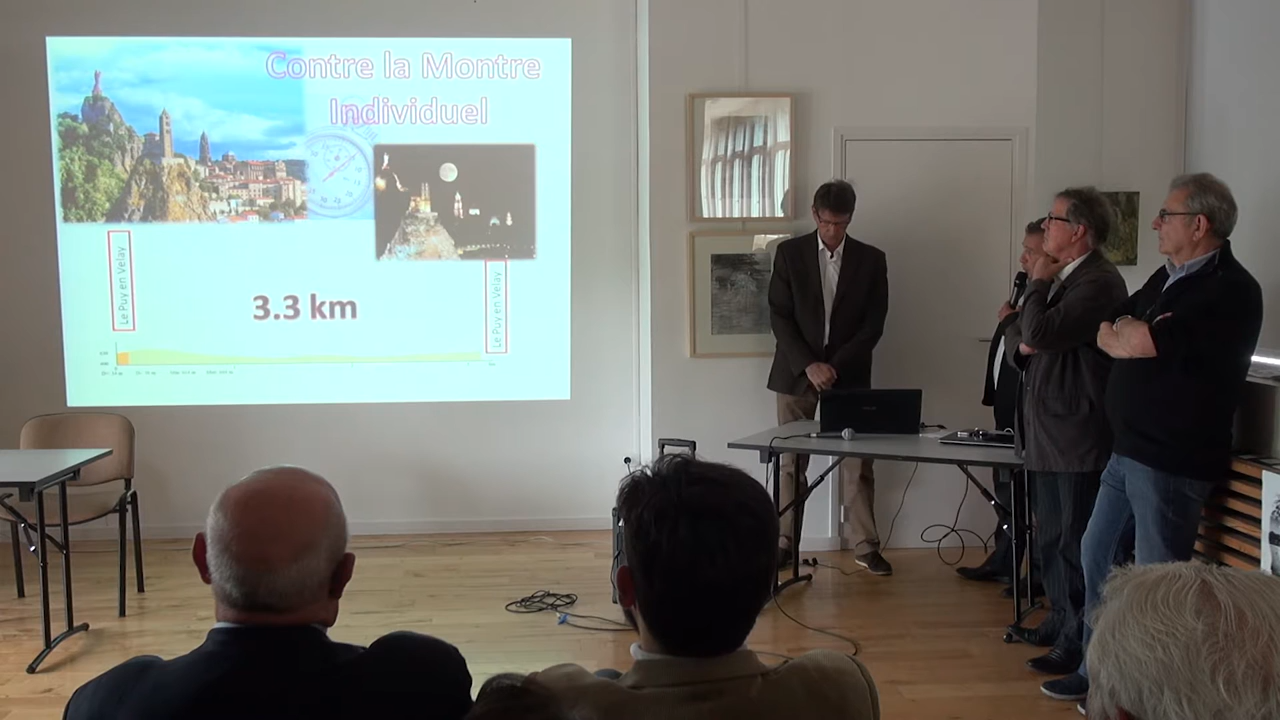 Contre la Montre
Individuel
Le Puy en Velay
3.3 km
Le Puy en Velay